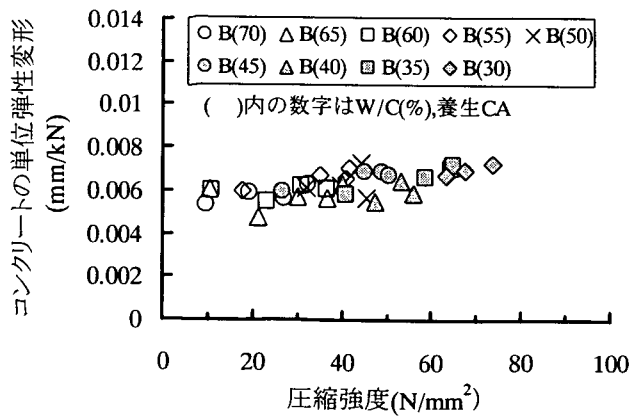 コンクリートの単位弾性変形
(mm/kN)
0.014
0.012
0.01
0.008
0.006
0.004
0.002
0
B(70) B(65) B(60) B(55) B(50)
B(45) B(40) B(35) B(30)
( )内の数字はW/C(%),養生CA
0 20 40 60 80 100
圧縮強度(N/mm²)